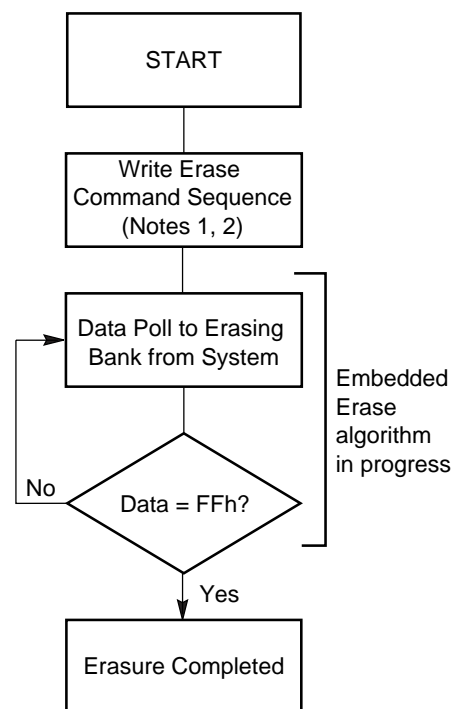 START
Write Erase
Command Sequence
(Notes 1, 2)
Data Poll to Erasing
Bank from System
Embedded
Erase
algorithm
in progress
No
Data = FFh?
Yes
Erasure Completed